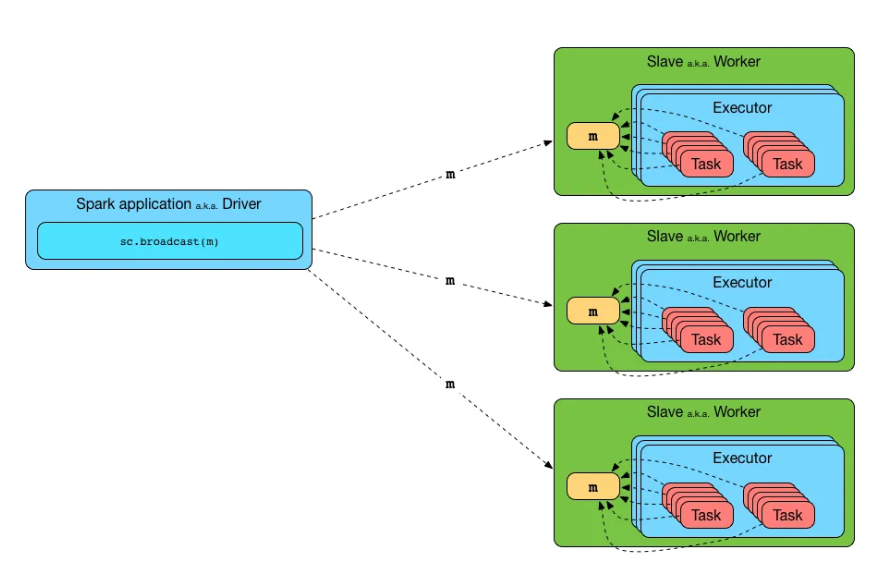 Slave a.k.a. Worker
Executor
m
Task Task
m
Spark application a.k.a. Driver
sc.broadcast(m)
Slave a.k.a. Worker
Executor
m
m
Task Task
m
Slave a.k.a. Worker
Executor
m
Task Task